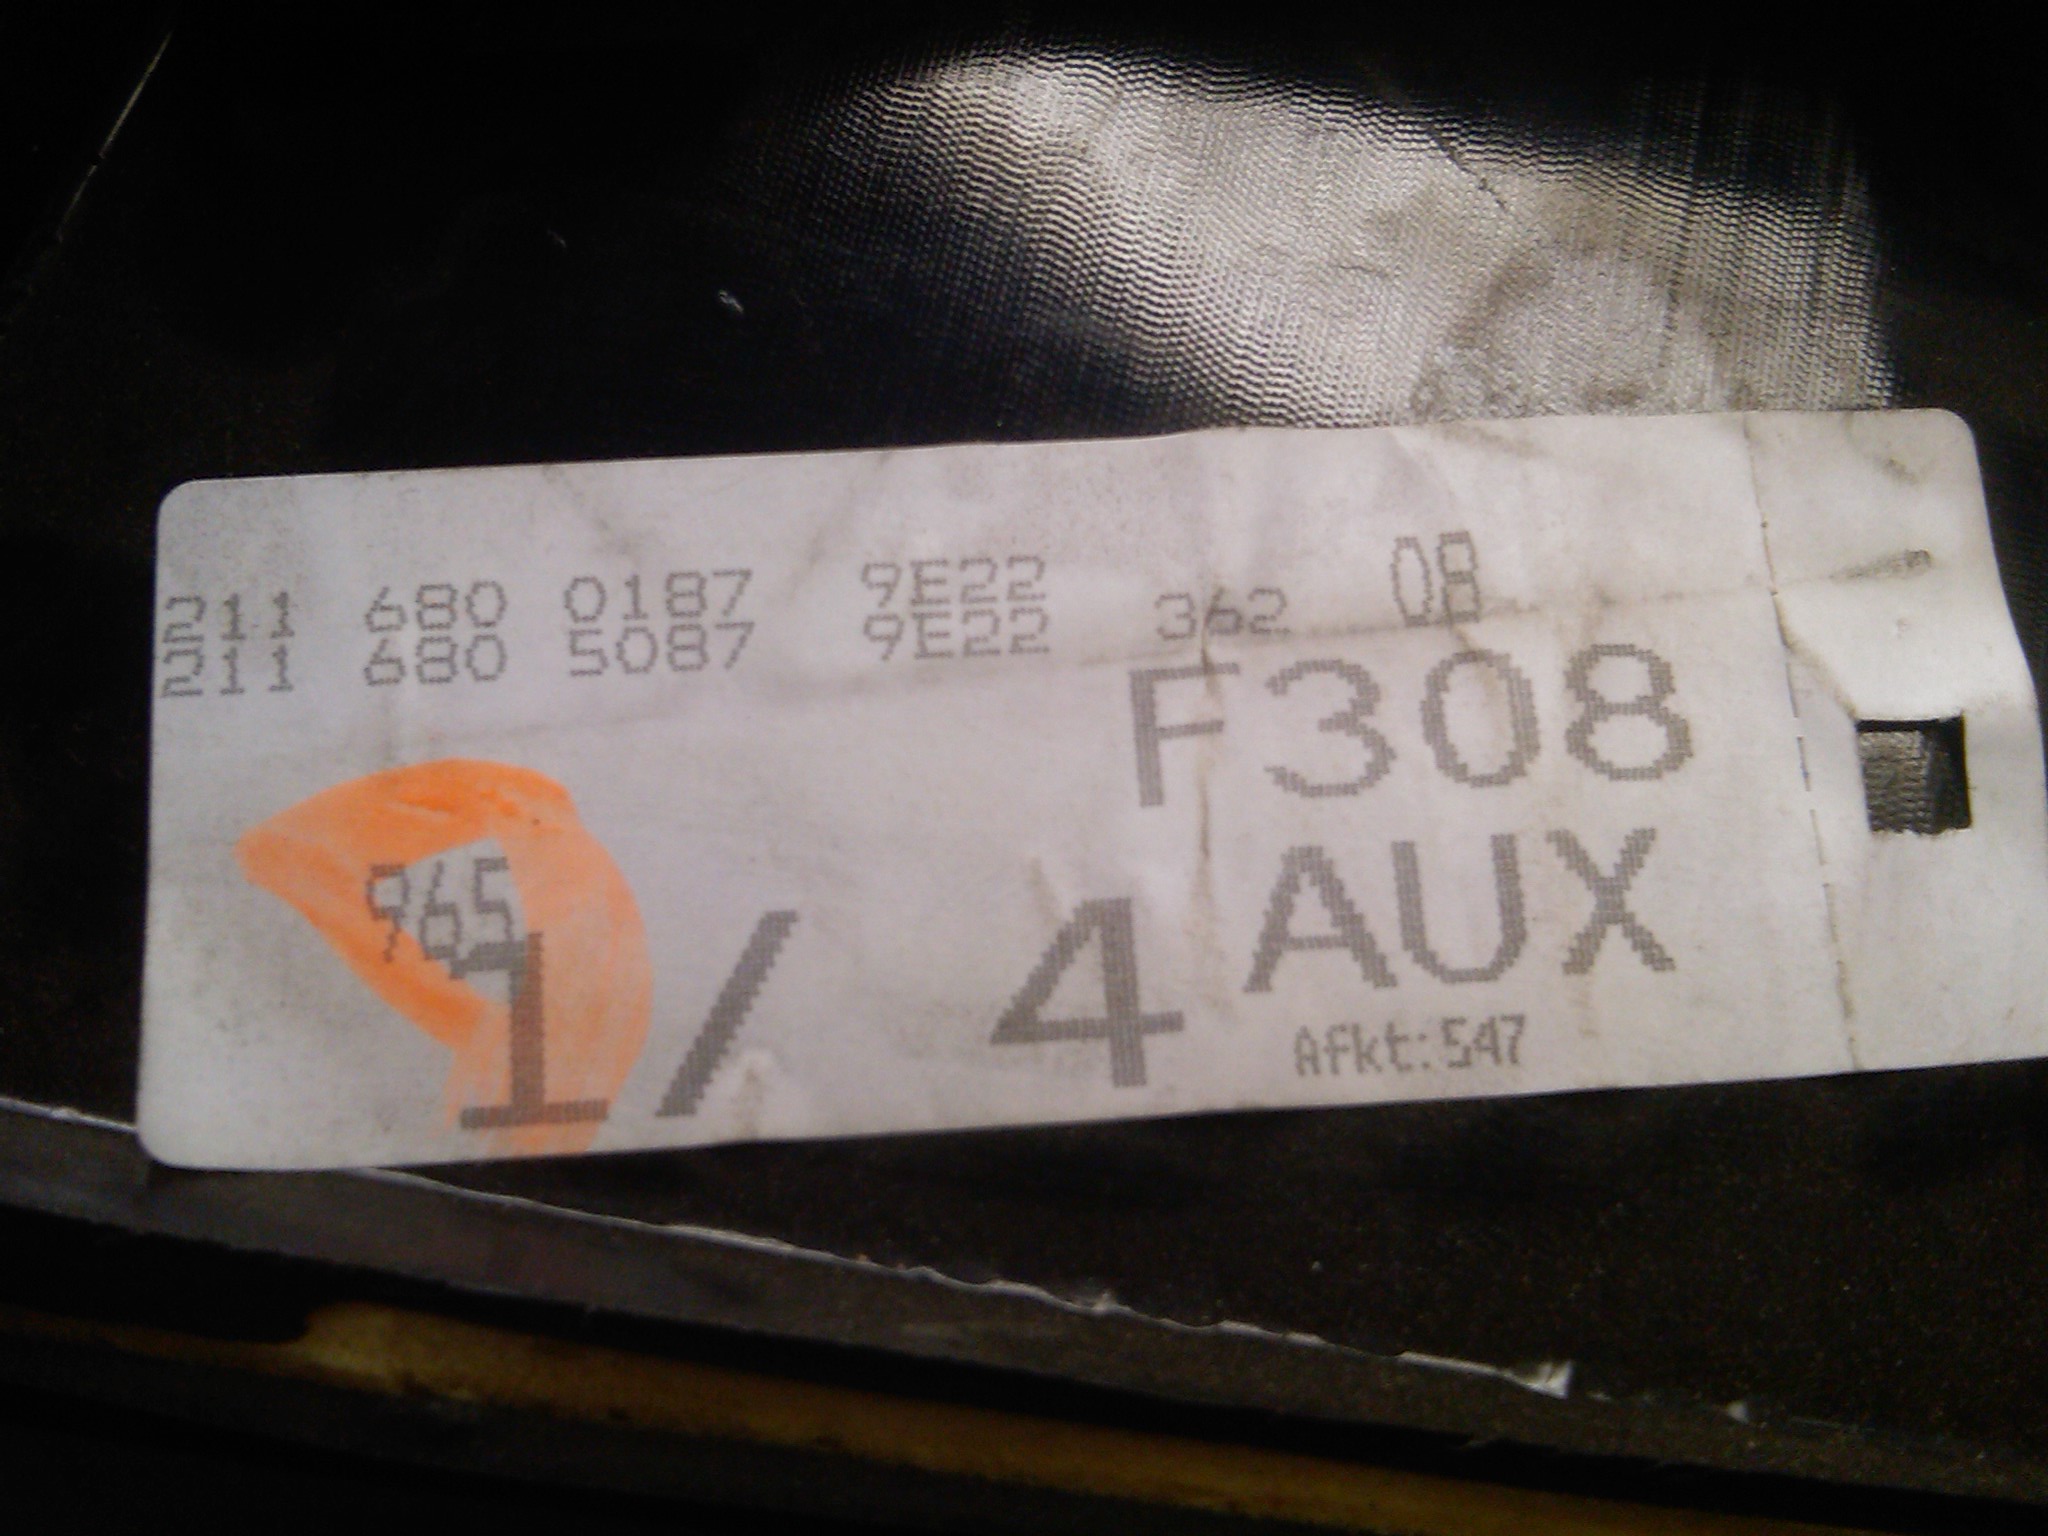 211 680 0187 9E22
211 680 5087 9E22 362 08
F308
965
1/ 4 AUX
Afkt:547